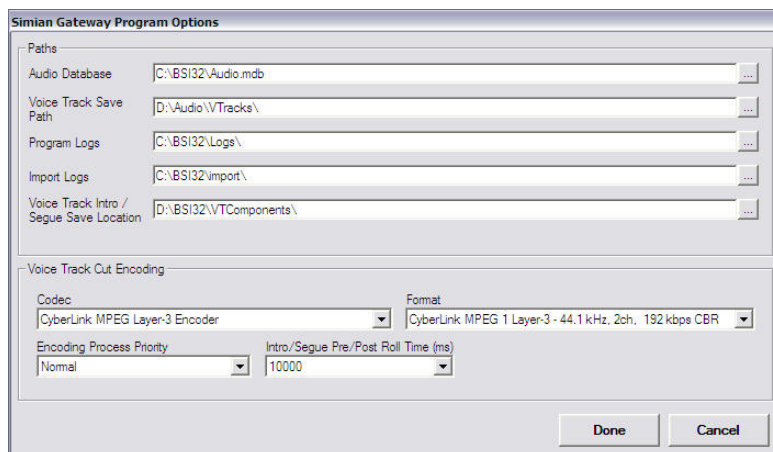 Simian Gateway Program Options
Paths
Audio Database
C:\BSI32\Audio.mdb
...
Voice Track Save
Path
D:\Audio\VTracks\
...
Program Logs
C:\BSI32\Logs\
...
Import Logs
C:\BSI32\import\
...
Voice Track Intro /
Segue Save Location
D:\BSI32\VTComponents\
...
Voice Track Cut Encoding
Codec
Format
CyberLink MPEG Layer-3 Encoder
CyberLink MPEG 1 Layer-3 - 44.1 kHz, 2ch, 192 kbps CBR
Encoding Process Priority
Intro/Segue Pre/Post Roll Time (ms)
Normal
10000
Done
Cancel